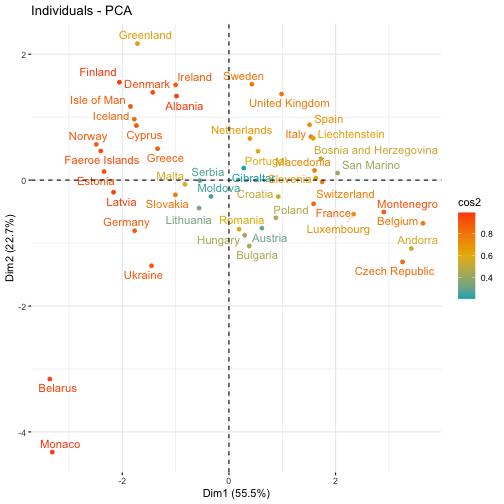 Individuals - PCA
Greenland
Finland
Ireland
Denmark
Sweden
Isle of Man
Albania
United Kingdom
Iceland
Cyprus
Spain
Norway
Netherlands
Italy
Liechtenstein
Faeroe Islands
Greece
Portugal
Bosnia and Herzegovina
Macedonia
San Marino
Estonia
Malta
Serbia
Gibraltar
Slovenia
Moldova
Latvia
Slovakia
Croatia
Switzerland
Lithuania
Poland
France
Montenegro
Germany
Romania
Luxembourg
Belgium
Hungary
Austria
Andorra
Bulgaria
Ukraine
Czech Republic
Belarus
Monaco
2
0
-2
-4
Dim2 (22.7%)
-2
0
2
Dim1 (55.5%)
cos2
0.8
0.6
0.4